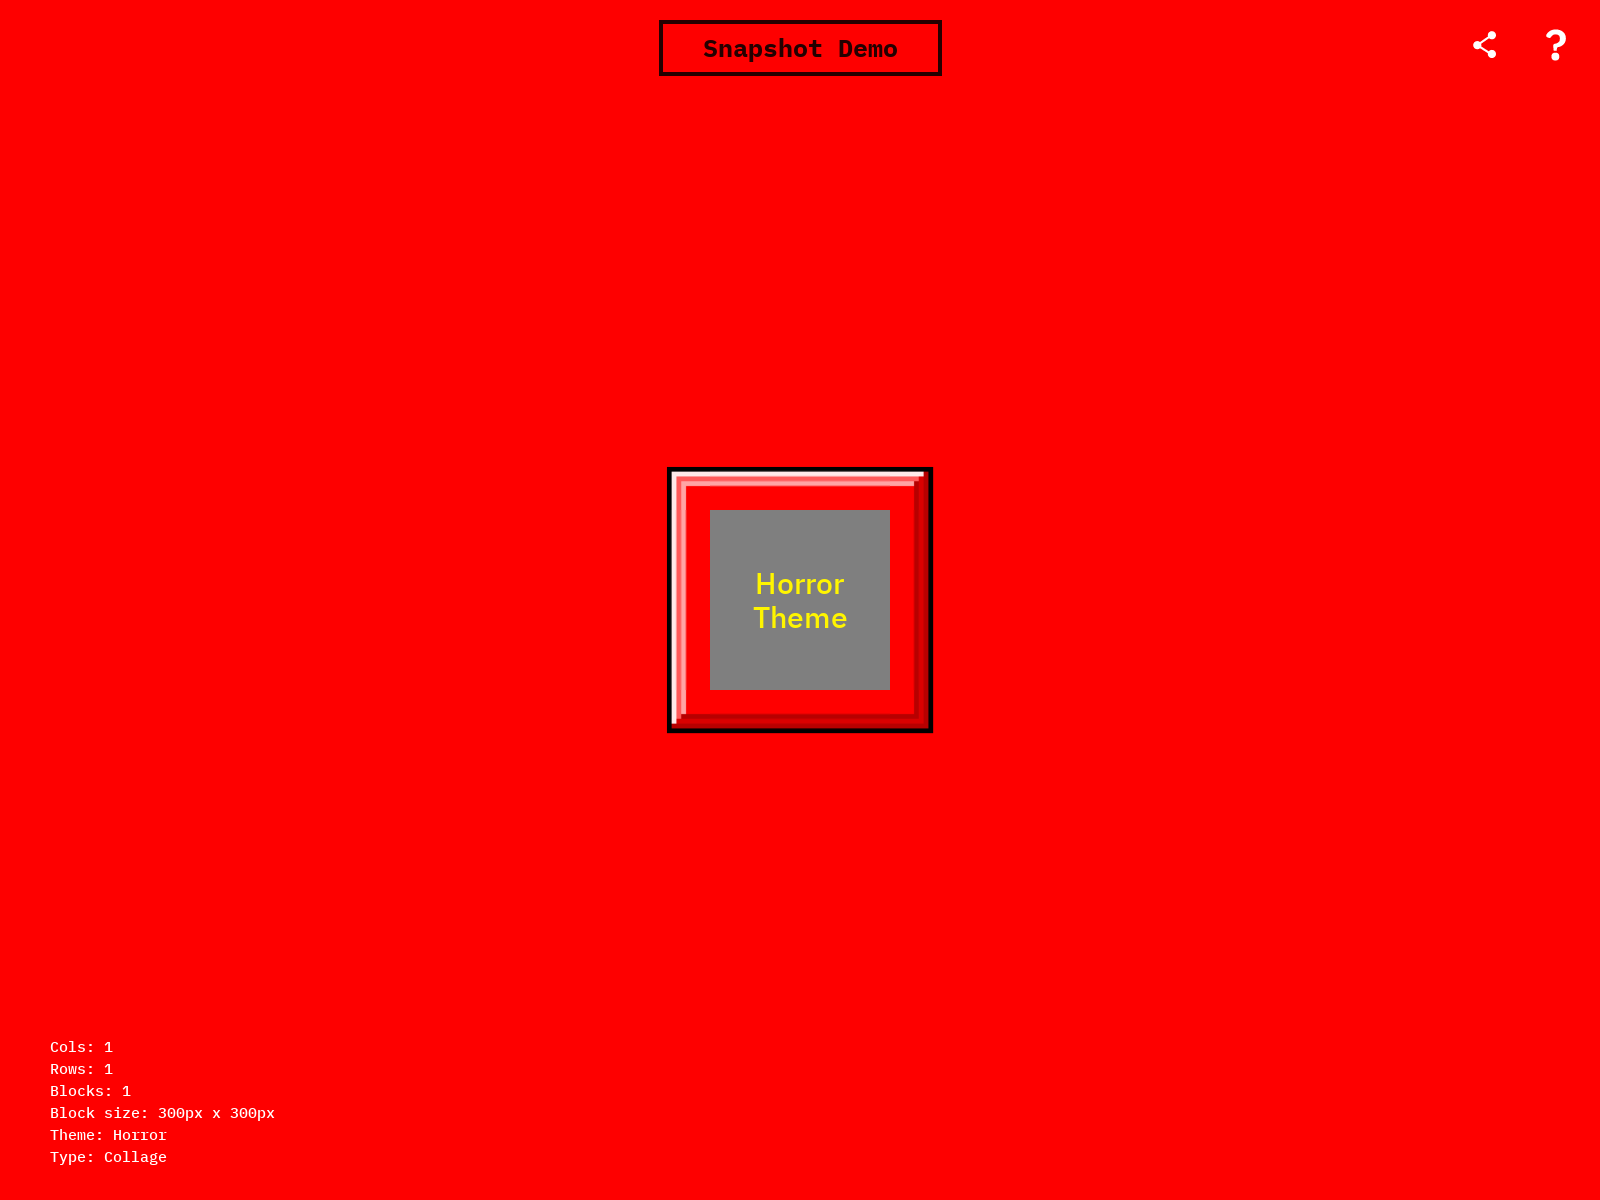 Snapshot Demo
?
Horror
Theme
Cols: 1
Rows: 1
Blocks: 1
Block size: 300px x 300px
Theme: Horror
Type: Collage